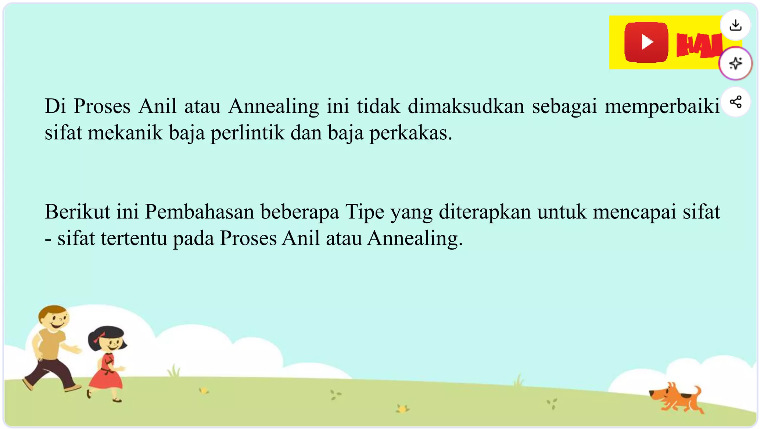 HAI
Di Proses Anil atau Annealing ini tidak dimaksudkan sebagai memperbaiki
sifat mekanik baja perlintik dan baja perkakas.
Berikut ini Pembahasan beberapa Tipe yang diterapkan untuk mencapai sifat
- sifat tertentu pada Proses Anil atau Annealing.